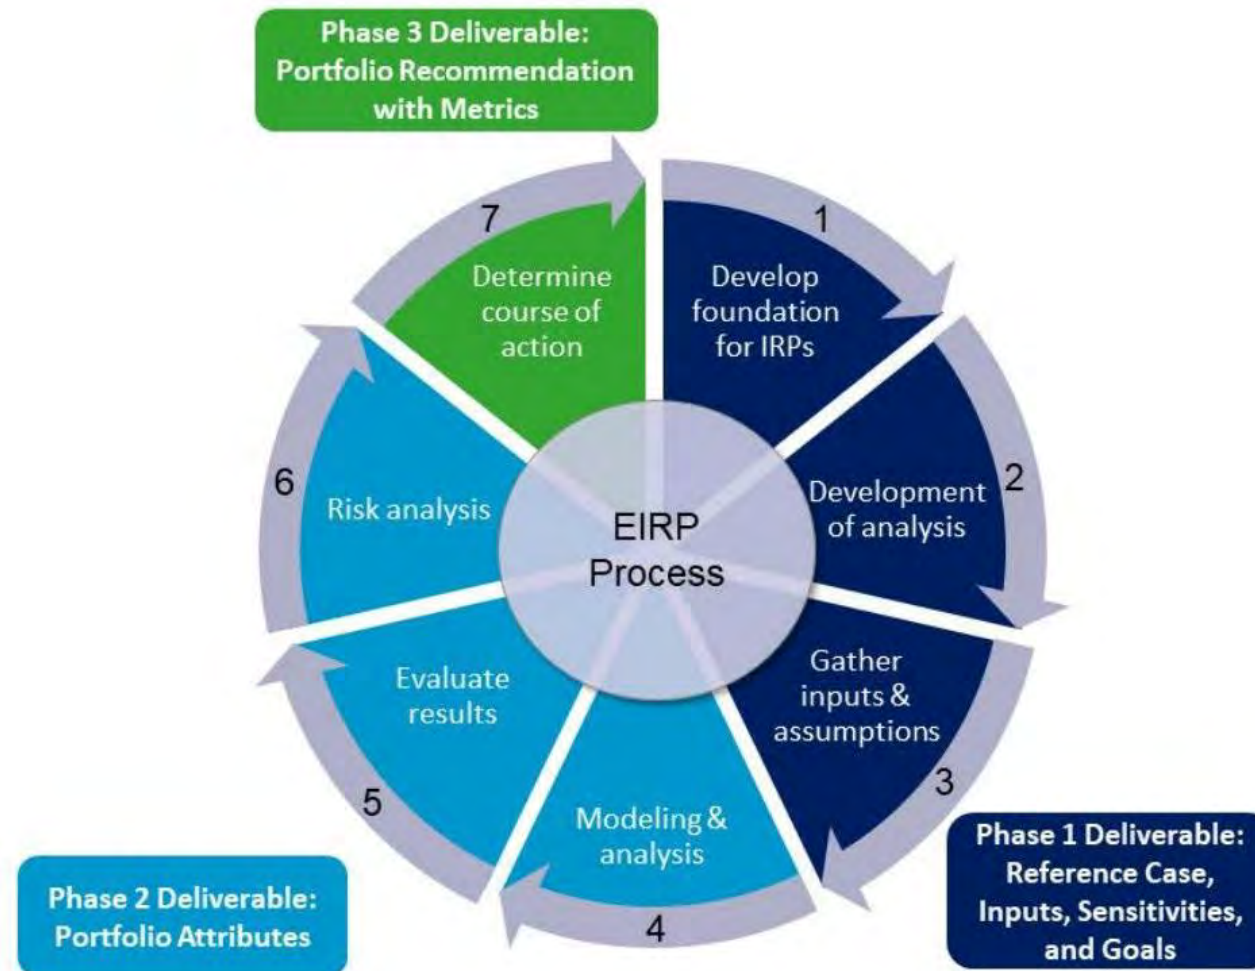 Phase 3 Deliverable:
Portfolio Recommendation
with Metrics
1
Develop
foundation
for IRPs
2
Development
of analysis
3
Gather
inputs &
assumptions
Phase 1 Deliverable:
Reference Case,
Inputs, Sensitivities,
and Goals
4
Modeling &
analysis
5
Evaluate
results
Phase 2 Deliverable:
Portfolio Attributes
6
Risk analysis
7
Determine
course of
action
EIRP
Process